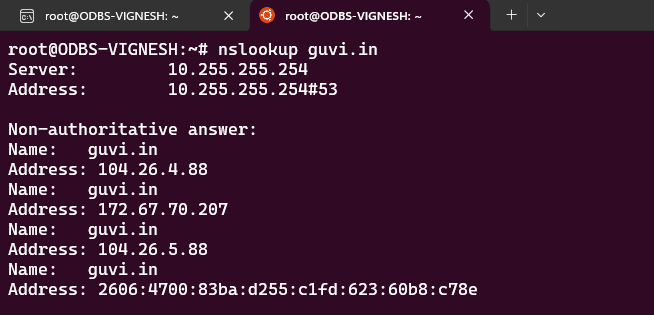 root@ODBS-VIGNESH: ~
root@ODBS-VIGNESH: ~
root@ODBS-VIGNESH:~# nslookup guvi.in
Server:         10.255.255.254
Address:        10.255.255.254#53

Non-authoritative answer:
Name:   guvi.in
Address: 104.26.4.88
Name:   guvi.in
Address: 172.67.70.207
Name:   guvi.in
Address: 104.26.5.88
Name:   guvi.in
Address: 2606:4700:83ba:d255:c1fd:623:60b8:c78e